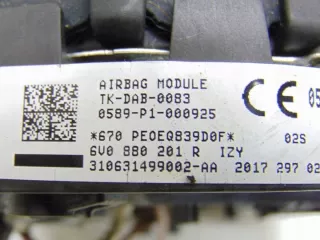 AIRBAG MODULE
TK-DAB-0083
0589-P1-000925
CE 05
*670 PE0EQ839D0F* 02S
6V0 880 201 R IZY
310631499002-AA 2017 297 02